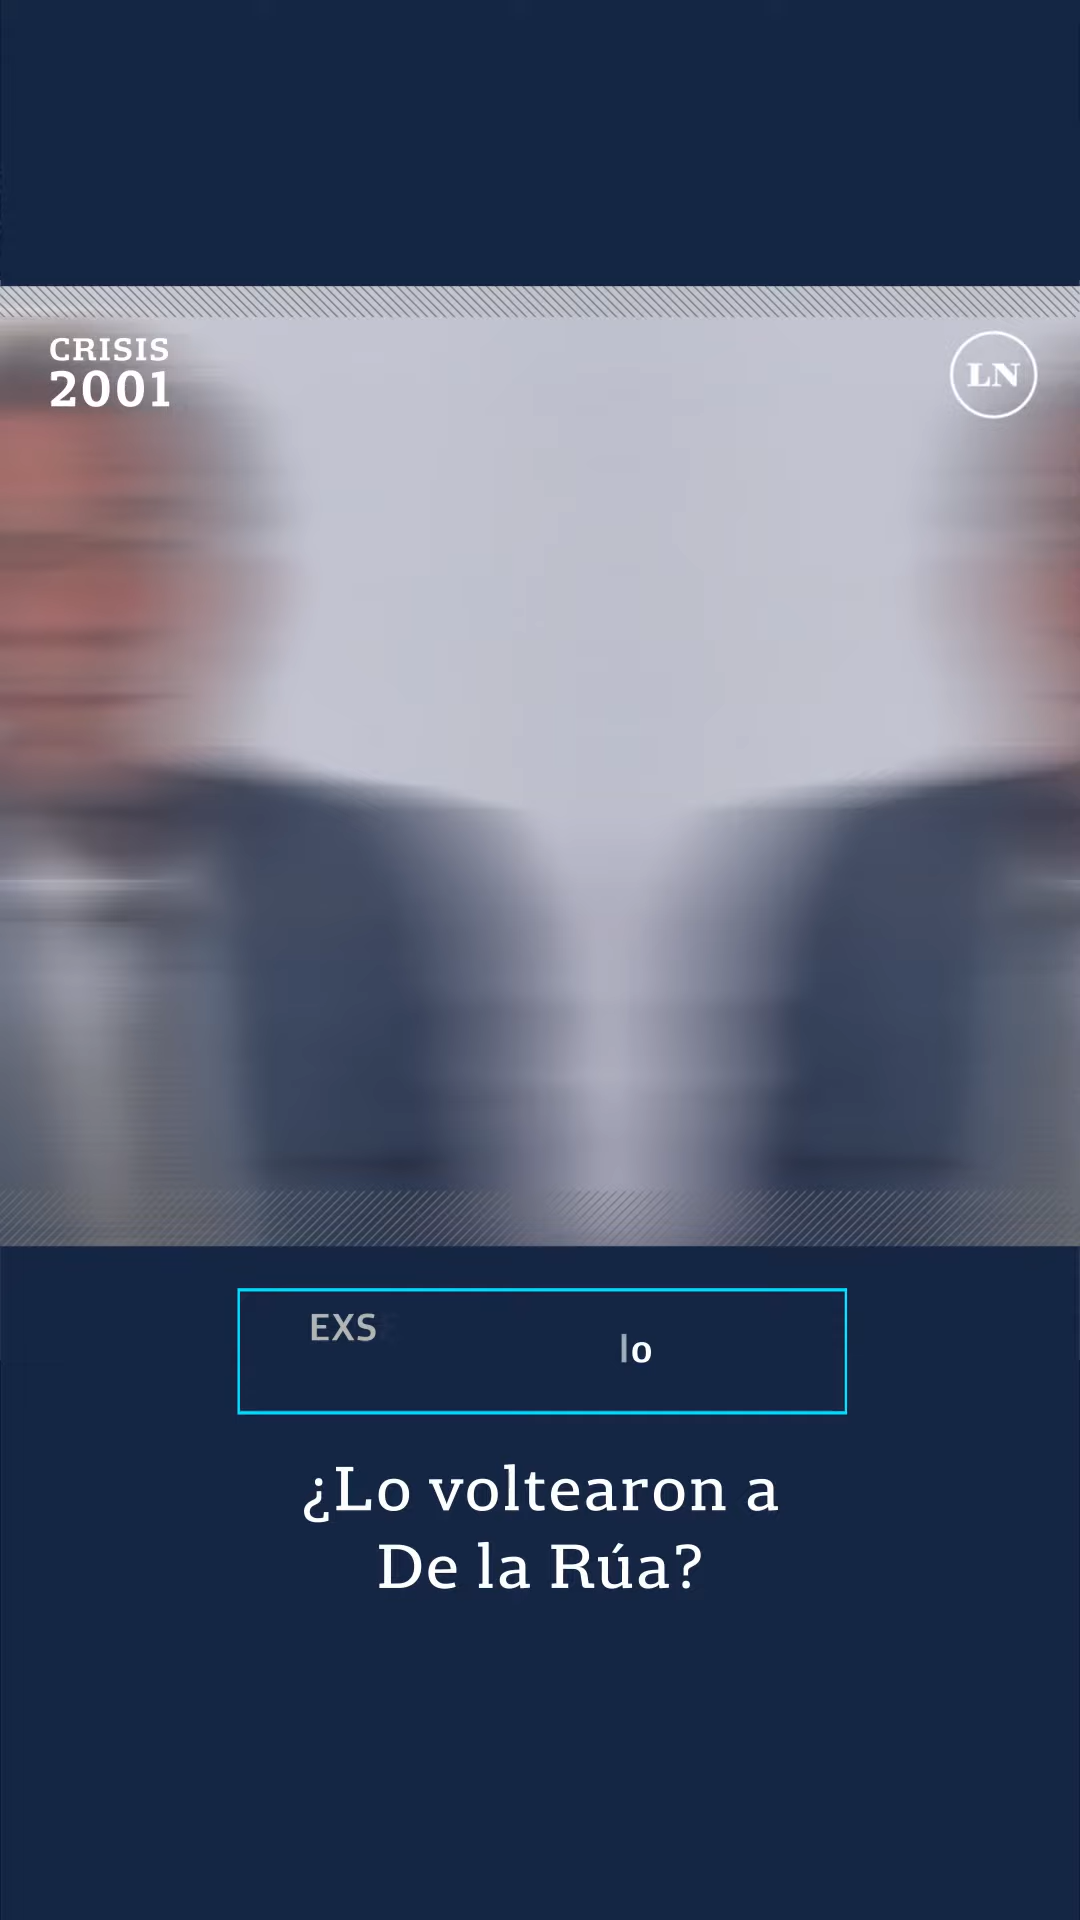 CRISIS
2001
LN
EXS
lo
¿Lo voltearon a
De la Rúa?